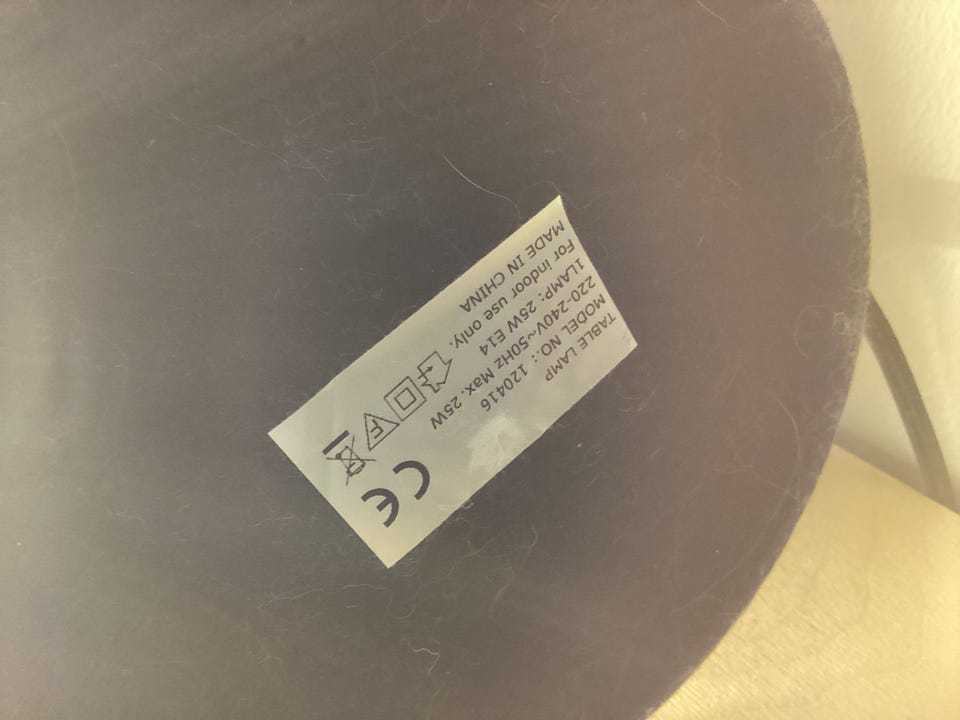 TABLE LAMP
MODEL NO.: 120416
220-240V~50Hz Max. 25W
1LAMP: 25W E14
For indoor use only.
MADE IN CHINA
CE
F